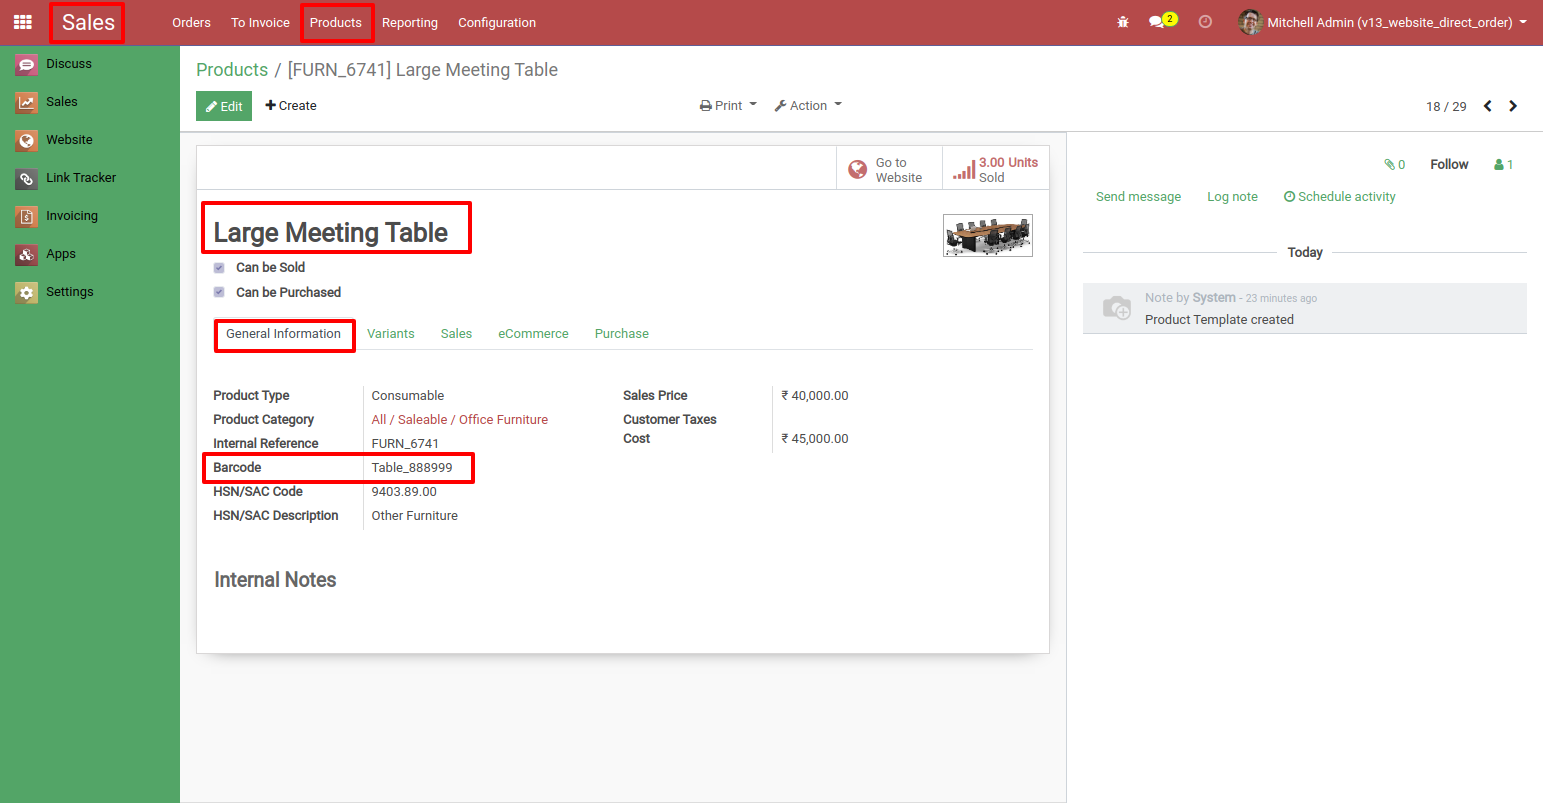 Sales Orders To Invoice Products Reporting Configuration 2 Mitchell Admin (v13_website_direct_order)
Discuss
Sales
Website
Link Tracker
Invoicing
Apps
Settings
Products / [FURN_6741] Large Meeting Table
Edit Create Print Action 18 / 29
Go to
Website
3.00 Units
Sold
Large Meeting Table
Can be Sold
Can be Purchased
General Information Variants Sales eCommerce Purchase
Product Type Consumable
Product Category All / Saleable / Office Furniture
Internal Reference FURN_6741
Barcode Table_888999
HSN/SAC Code 9403.89.00
HSN/SAC Description Other Furniture
Sales Price ₹ 40,000.00
Customer Taxes
Cost ₹ 45,000.00
Internal Notes
0 Follow 1
Send message Log note Schedule activity
Today
Note by System - 23 minutes ago
Product Template created